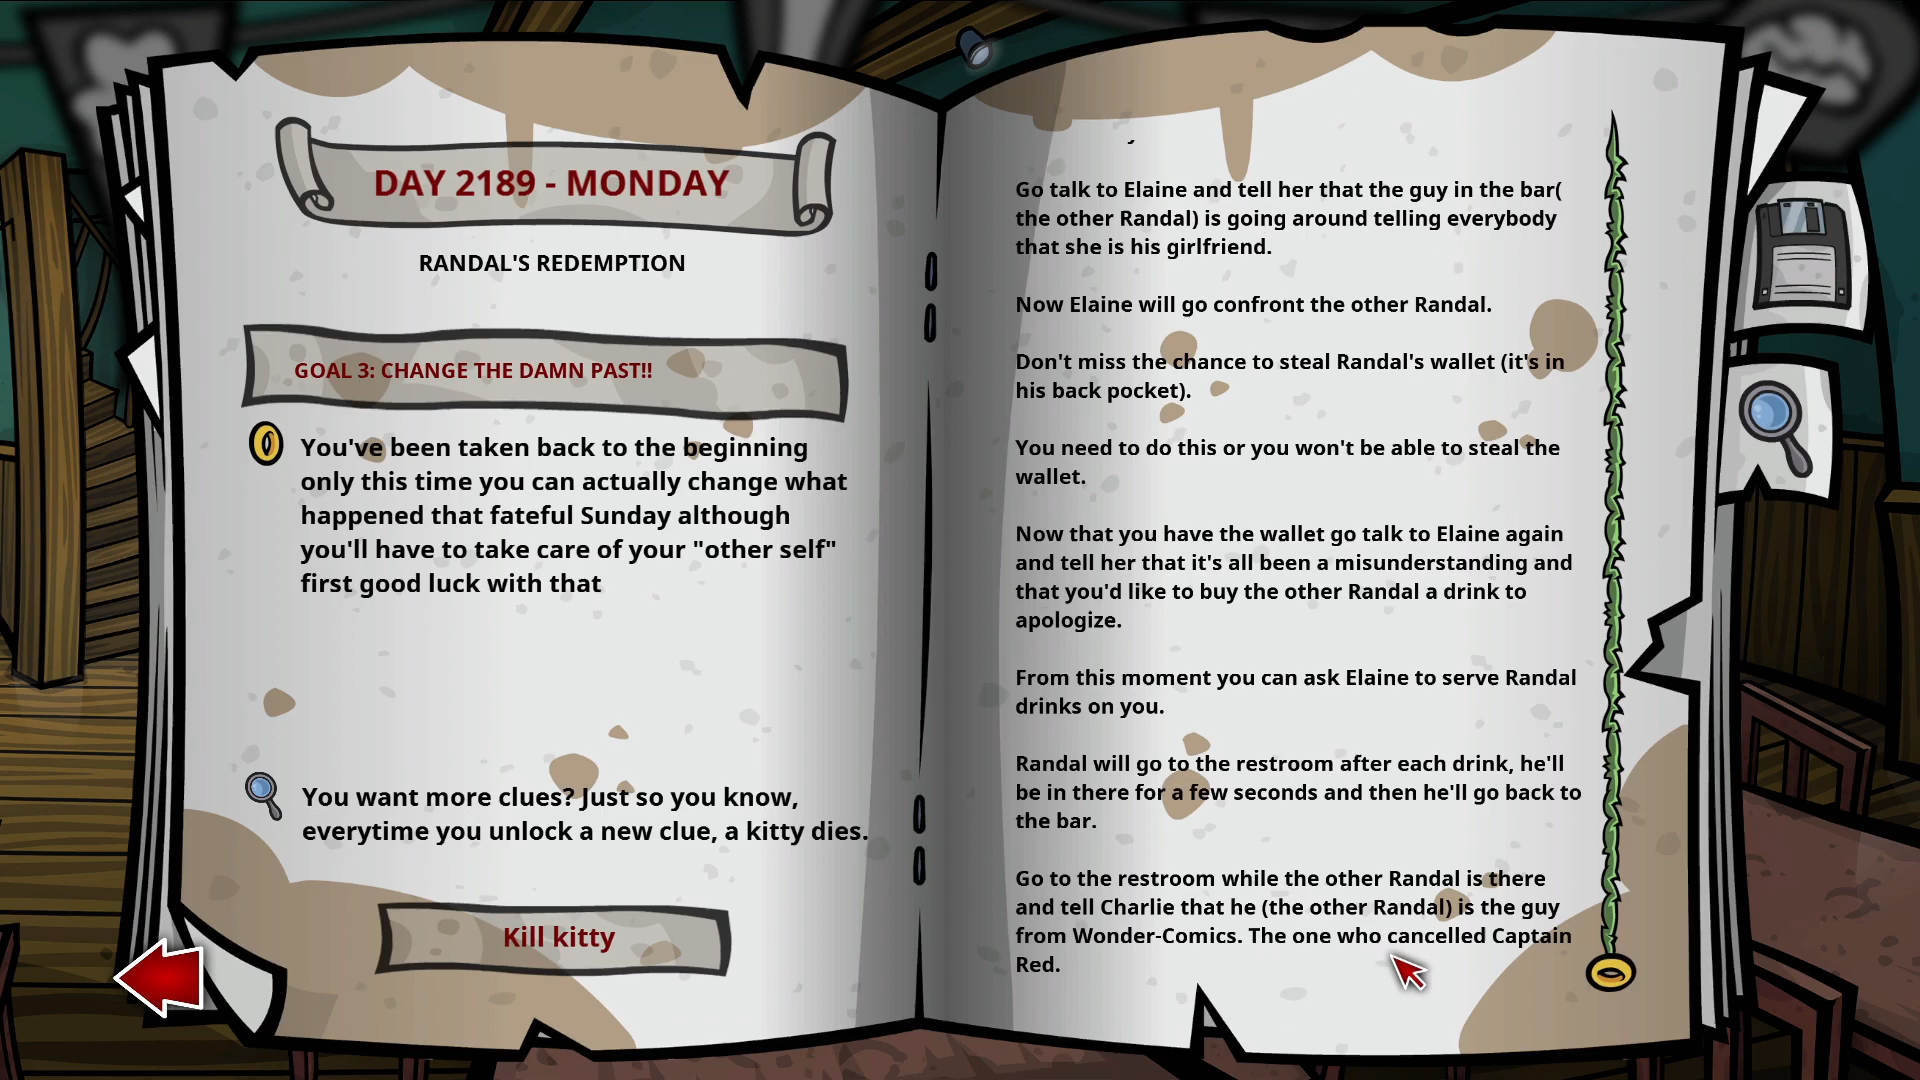 DAY 2189 - MONDAY
RANDAL'S REDEMPTION
GOAL 3: CHANGE THE DAMN PAST!!
You've been taken back to the beginning
only this time you can actually change what
happened that fateful Sunday although
you'll have to take care of your "other self"
first good luck with that
You want more clues? Just so you know,
everytime you unlock a new clue, a kitty dies.
Kill kitty
Go talk to Elaine and tell her that the guy in the bar(
the other Randal) is going around telling everybody
that she is his girlfriend.
Now Elaine will go confront the other Randal.
Don't miss the chance to steal Randal's wallet (it's in
his back pocket).
You need to do this or you won't be able to steal the
wallet.
Now that you have the wallet go talk to Elaine again
and tell her that it's all been a misunderstanding and
that you'd like to buy the other Randal a drink to
apologize.
From this moment you can ask Elaine to serve Randal
drinks on you.
Randal will go to the restroom after each drink, he'll
be in there for a few seconds and then he'll go back to
the bar.
Go to the restroom while the other Randal is there
and tell Charlie that he (the other Randal) is the guy
from Wonder-Comics. The one who cancelled Captain
Red.